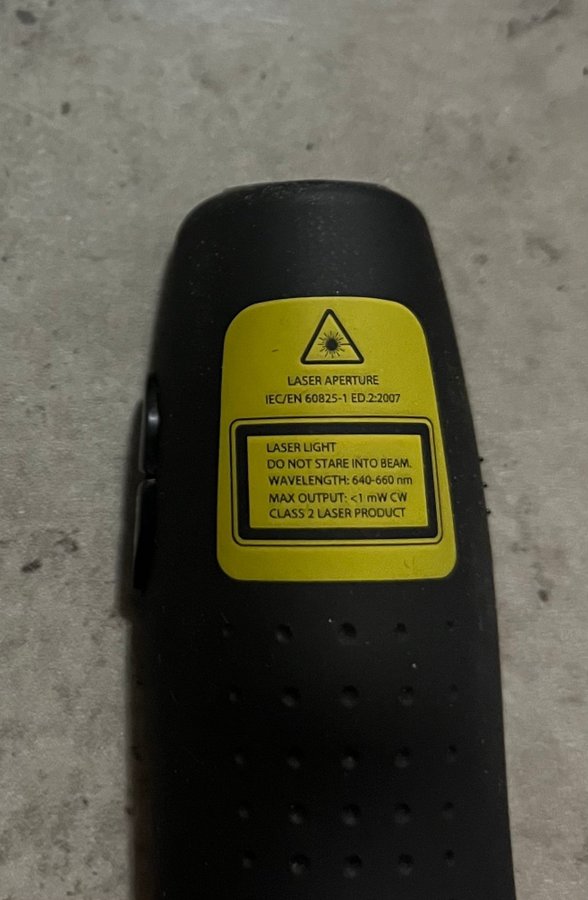 LASER APERTURE
IEC/EN 60825-1 ED.2:2007
LASER LIGHT
DO NOT STARE INTO BEAM.
WAVELENGTH: 640-660 nm
MAX OUTPUT: <1 mW CW
CLASS 2 LASER PRODUCT